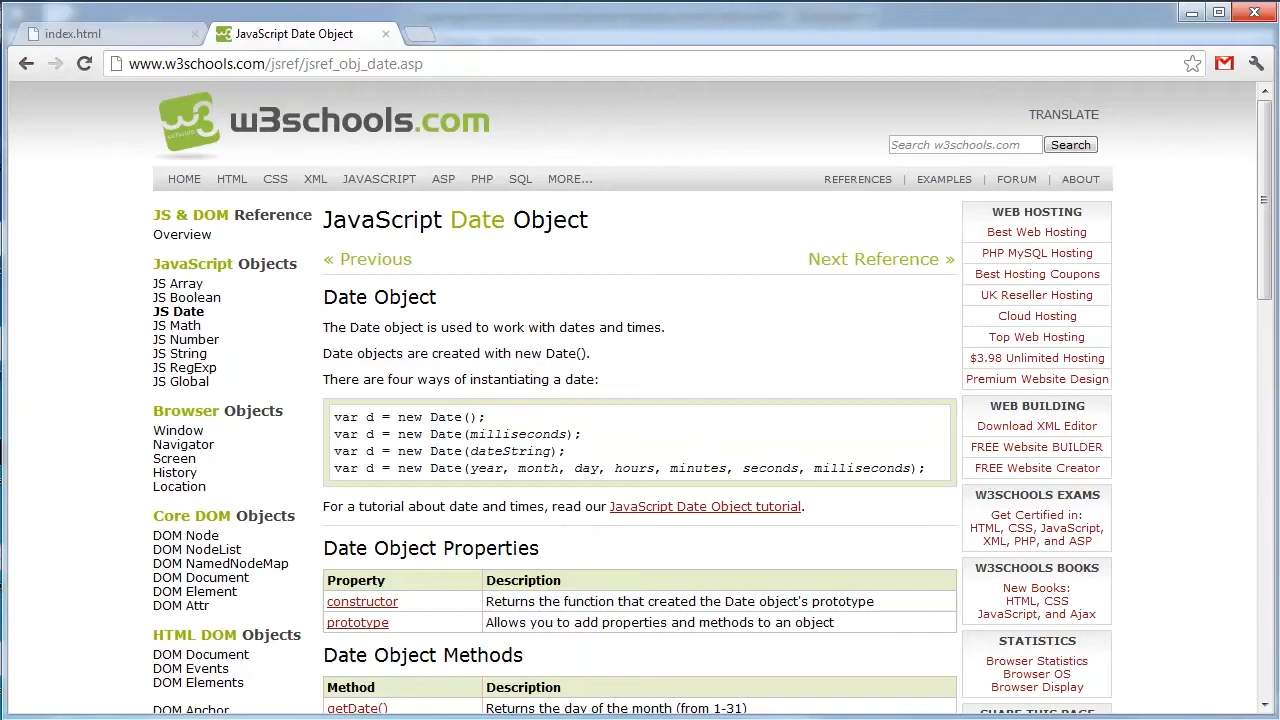 index.html
JavaScript Date Object
www.w3schools.com/jsref/jsref_obj_date.asp
w3schools.com
TRANSLATE
Search w3schools.com
Search
HOME HTML CSS XML JAVASCRIPT ASP PHP SQL MORE...
REFERENCES | EXAMPLES | FORUM | ABOUT
JS & DOM Reference
Overview
JavaScript Objects
JS Array
JS Boolean
JS Date
JS Math
JS Number
JS String
JS RegExp
JS Global
Browser Objects
Window
Navigator
Screen
History
Location
Core DOM Objects
DOM Node
DOM NodeList
DOM NamedNodeMap
DOM Document
DOM Element
DOM Attr
HTML DOM Objects
DOM Document
DOM Events
DOM Elements
DOM Anchor
JavaScript Date Object
« Previous
Next Reference »
Date Object
The Date object is used to work with dates and times.
Date objects are created with new Date().
There are four ways of instantiating a date:
var d = new Date();
var d = new Date(milliseconds);
var d = new Date(dateString);
var d = new Date(year, month, day, hours, minutes, seconds, milliseconds);
For a tutorial about date and times, read our JavaScript Date Object tutorial.
Date Object Properties
Property Description
constructor Returns the function that created the Date object's prototype
prototype Allows you to add properties and methods to an object
Date Object Methods
Method Description
getDate() Returns the day of the month (from 1-31)
WEB HOSTING
Best Web Hosting
PHP MySQL Hosting
Best Hosting Coupons
UK Reseller Hosting
Cloud Hosting
Top Web Hosting
$3.98 Unlimited Hosting
Premium Website Design
WEB BUILDING
Download XML Editor
FREE Website BUILDER
FREE Website Creator
W3SCHOOLS EXAMS
Get Certified in:
HTML, CSS, JavaScript,
XML, PHP, and ASP
W3SCHOOLS BOOKS
New Books:
HTML, CSS
JavaScript, and Ajax
STATISTICS
Browser Statistics
Browser OS
Browser Display
SHARE THIS PAGE